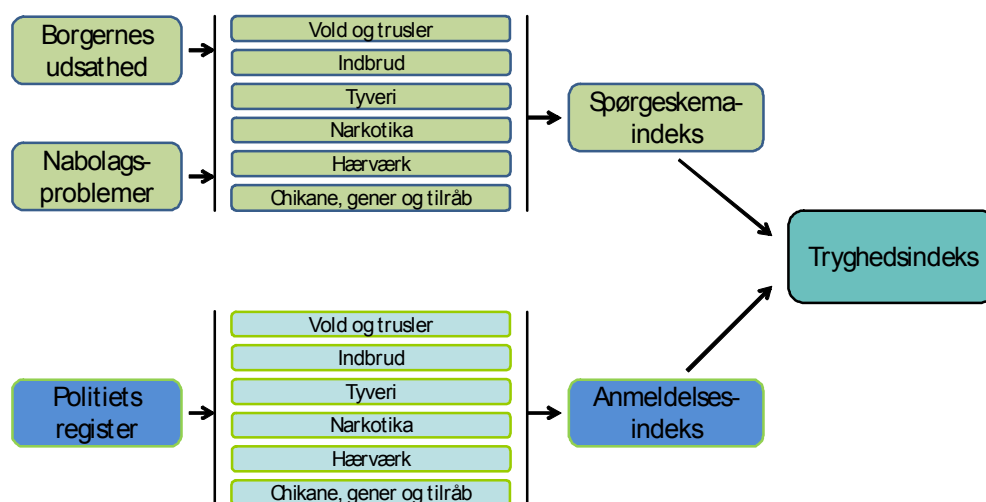 Borgernes
udsathed
Nabolags-
problemer
Vold og trusler
Indbrud
Tyveri
Narkotika
Hærværk
Chikane, gener og tilråb
Spørgeskema-
indeks
Tryghedsindeks
Politiets
register
Vold og trusler
Indbrud
Tyveri
Narkotika
Hærværk
Chikane, gener og tilråb
Anmeldelses-
indeks